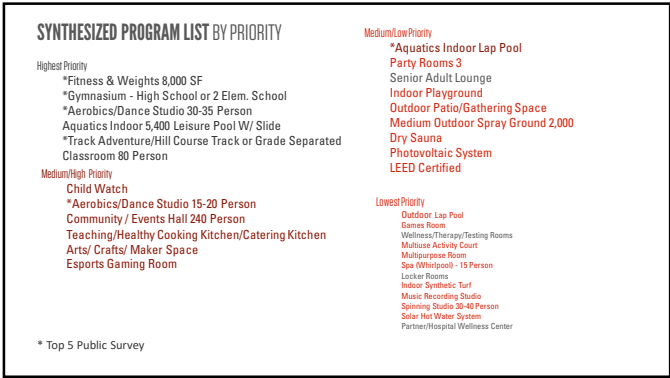 SYNTHESIZED PROGRAM LIST BY PRIORITY
Highest Priority
*Fitness & Weights 8,000 SF
*Gymnasium - High School or 2 Elem. School
*Aerobics/Dance Studio 30-35 Person
Aquatics Indoor 5,400 Leisure Pool W/ Slide
*Track Adventure/Hill Course Track or Grade Separated
Classroom 80 Person
Medium/High Priority
Child Watch
*Aerobics/Dance Studio 15-20 Person
Community / Events Hall 240 Person
Teaching/Healthy Cooking Kitchen/Catering Kitchen
Arts/ Crafts/ Maker Space
Esports Gaming Room
* Top 5 Public Survey
Medium/Low Priority
*Aquatics Indoor Lap Pool
Party Rooms 3
Senior Adult Lounge
Indoor Playground
Outdoor Patio/Gathering Space
Medium Outdoor Spray Ground 2,000
Dry Sauna
Photovoltaic System
LEED Certified
Lowest Priority
Outdoor Lap Pool
Games Room
Wellness/Therapy/Testing Rooms
Multiuse Activity Court
Multipurpose Room
Spa (Whirlpool) - 15 Person
Locker Rooms
Indoor Synthetic Turf
Music Recording Studio
Spinning Studio 30-40 Person
Solar Hot Water System
Partner/Hospital Wellness Center